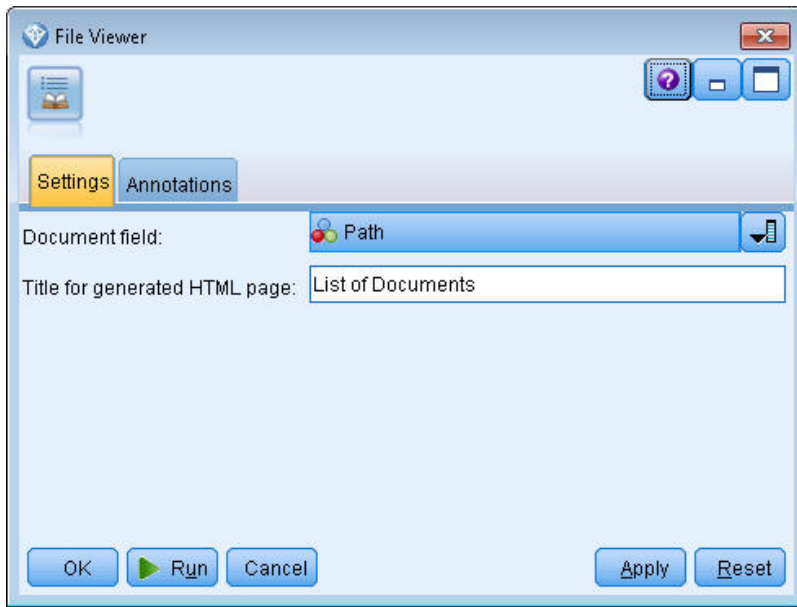 File Viewer
Settings Annotations
Document field: Path
Title for generated HTML page: List of Documents
OK Run Cancel Apply Reset